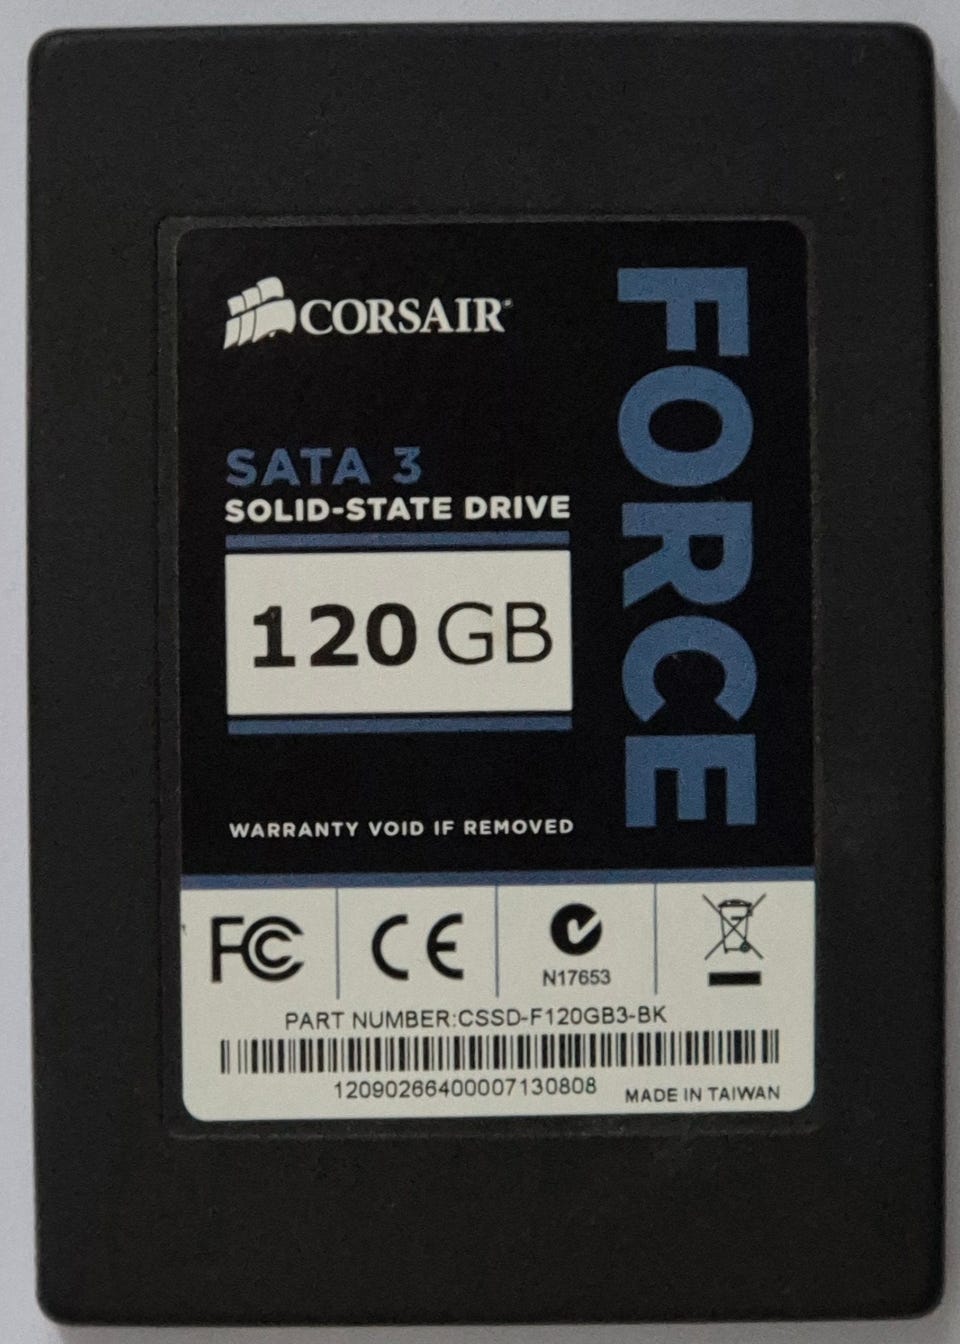 CORSAIR
FORCE
SATA 3
SOLID-STATE DRIVE
120 GB
WARRANTY VOID IF REMOVED
FC CE
N17653
PART NUMBER:CSSD-F120GB3-BK
12090266400007130808
MADE IN TAIWAN